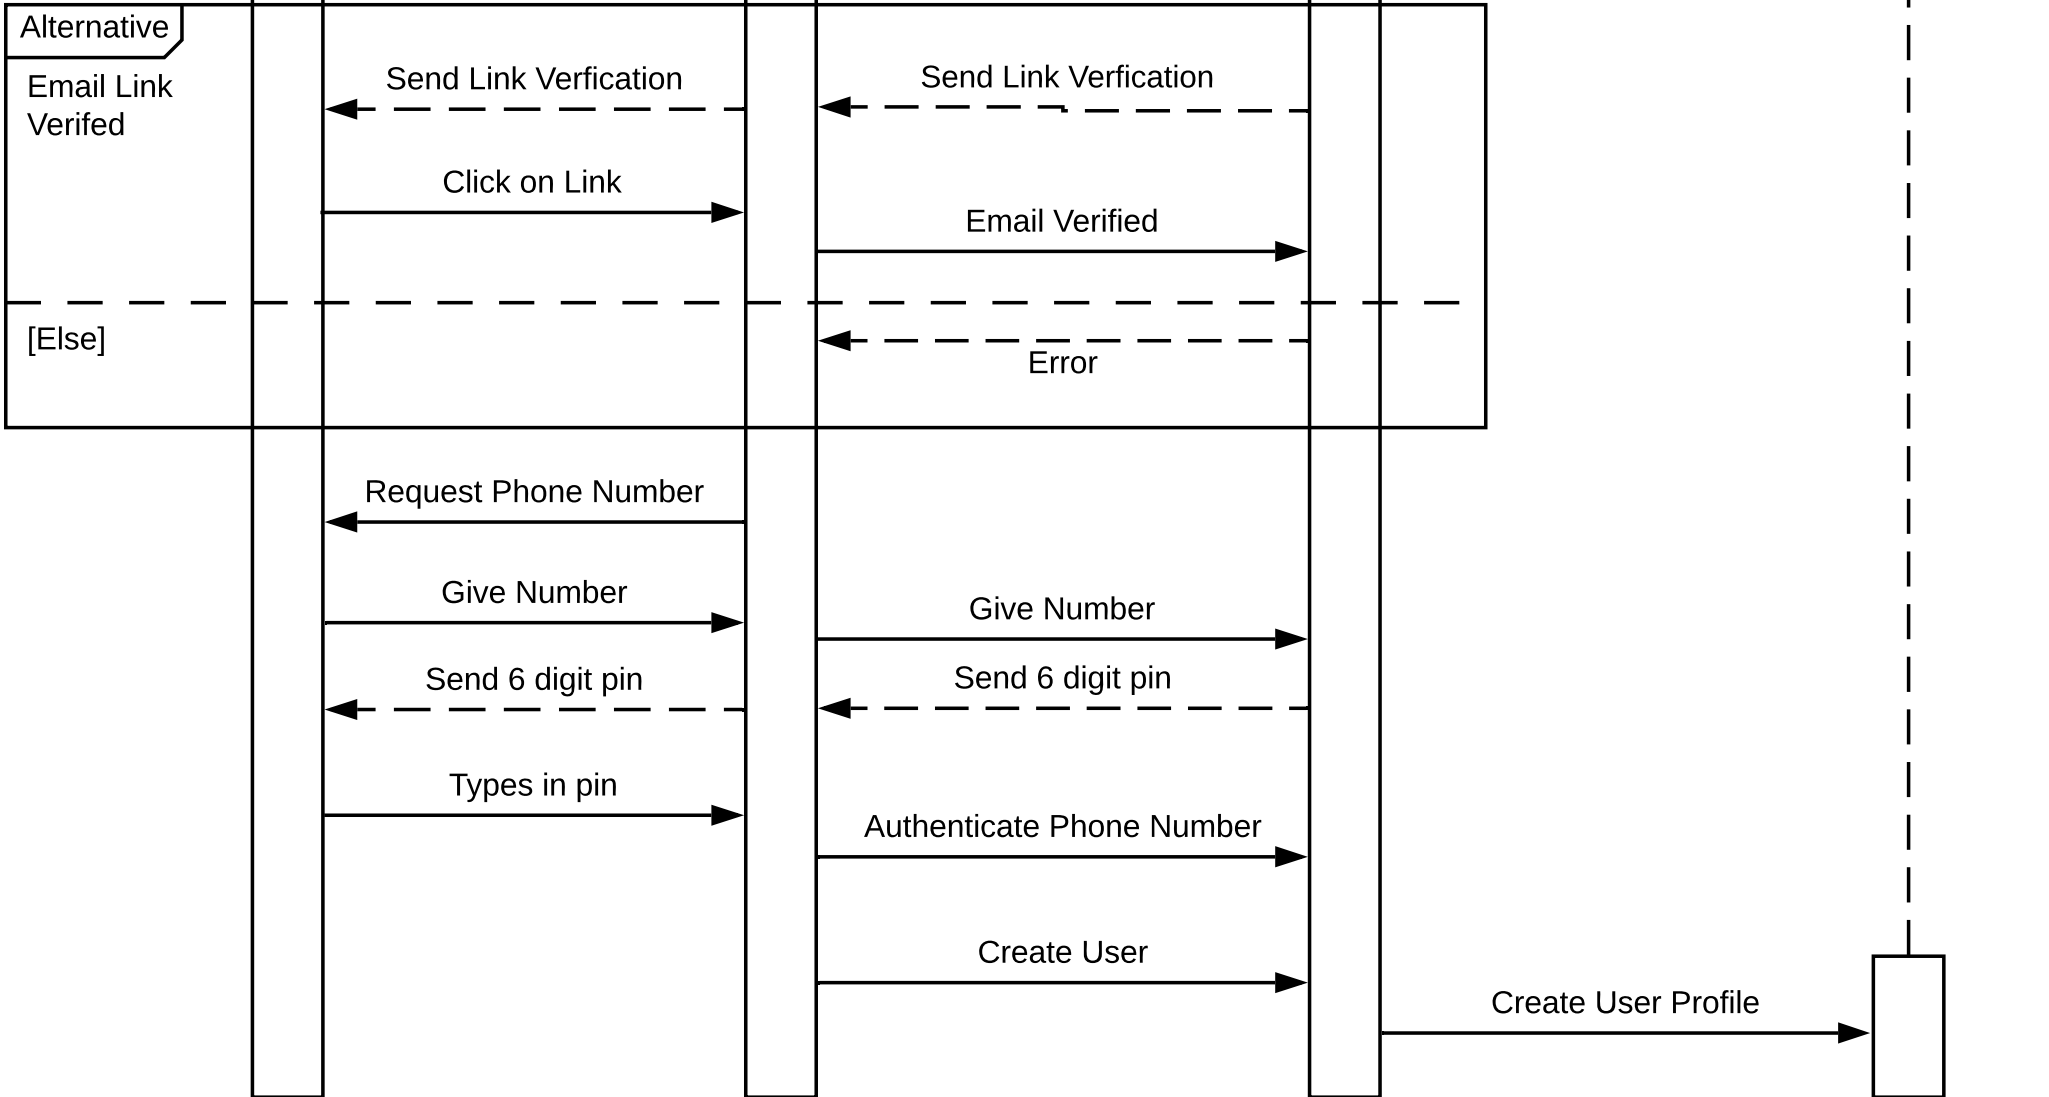 Alternative
Email Link
Verifed
Send Link Verfication
Send Link Verfication
Click on Link
Email Verified
[Else]
Error
Request Phone Number
Give Number
Give Number
Send 6 digit pin
Send 6 digit pin
Types in pin
Authenticate Phone Number
Create User
Create User Profile